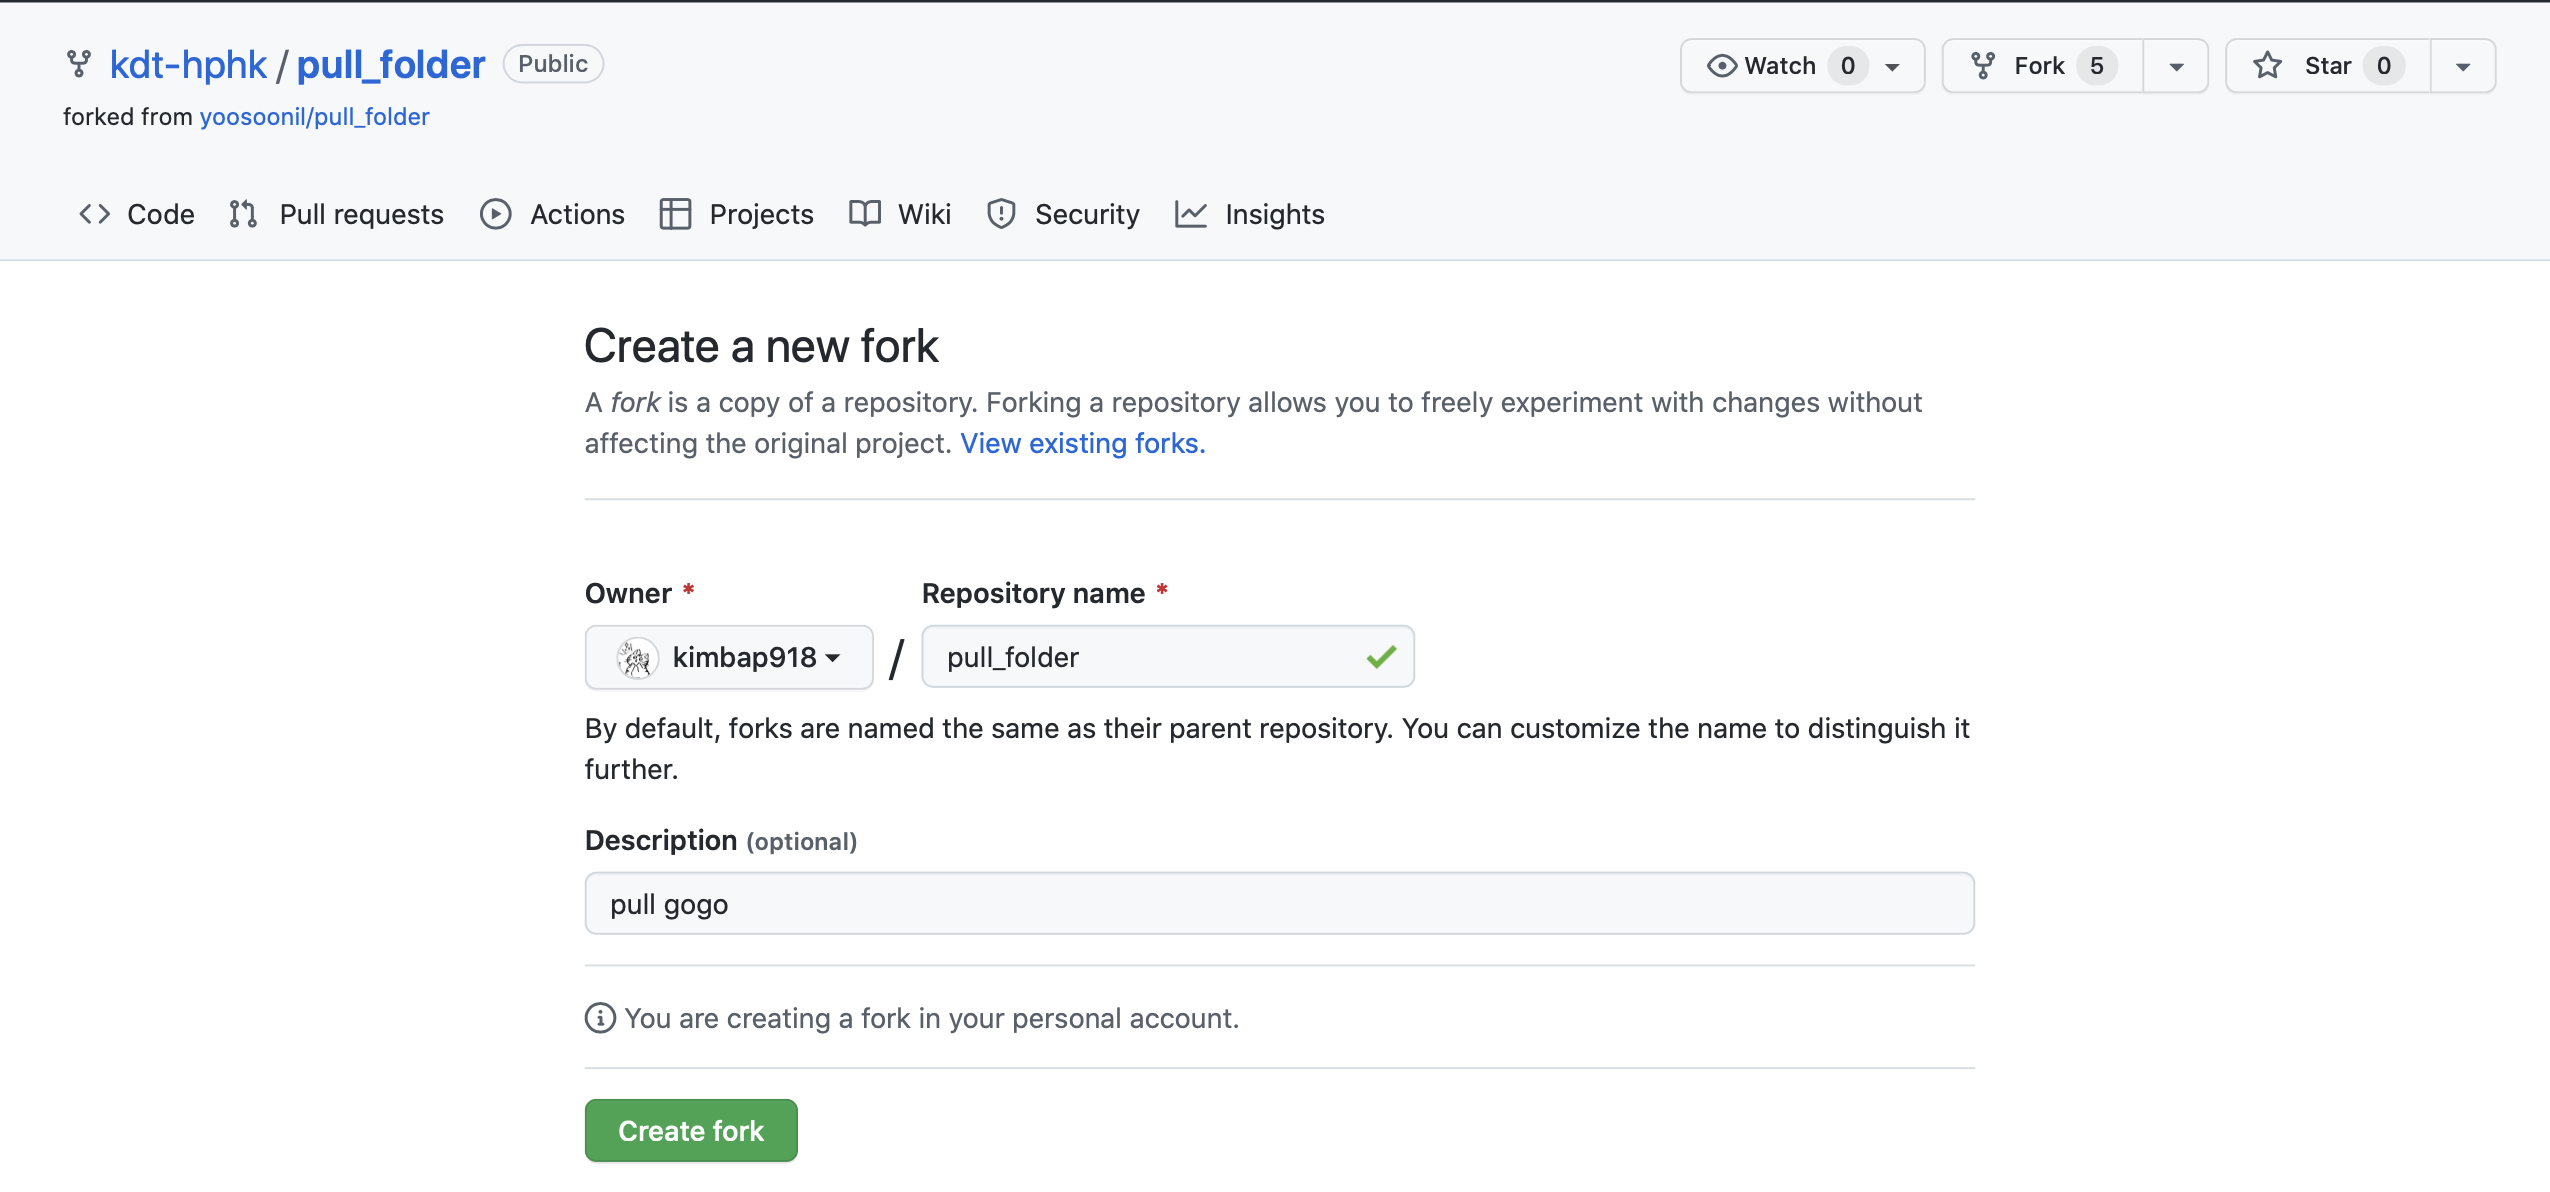 kdt-hphk / pull_folder Public Watch 0 Fork 5 Star 0
forked from yoosoonil/pull_folder
Code Pull requests Actions Projects Wiki Security Insights
Create a new fork
A fork is a copy of a repository. Forking a repository allows you to freely experiment with changes without
affecting the original project. View existing forks.
Owner * Repository name *
kimbap918 / pull_folder
By default, forks are named the same as their parent repository. You can customize the name to distinguish it
further.
Description (optional)
pull gogo
You are creating a fork in your personal account.
Create fork